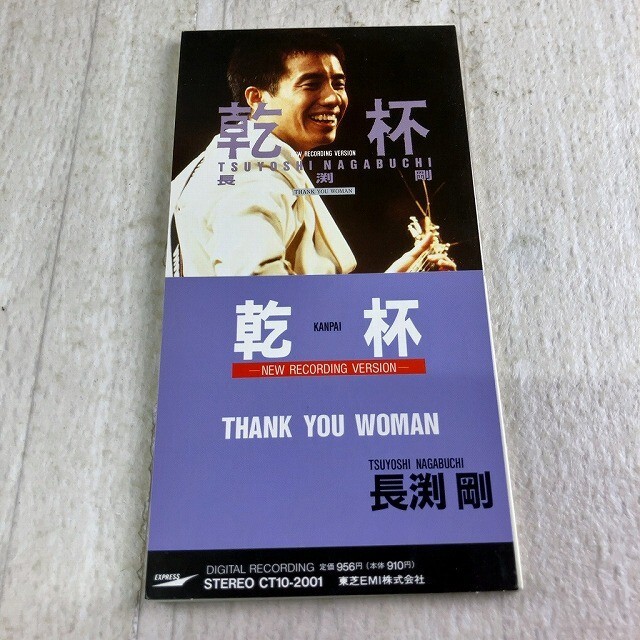 乾杯
NEW RECORDING VERSION
TSUYOSHI NAGABUCHI
長渕剛
THANK YOU WOMAN
乾 KANPAI 杯
NEW RECORDING VERSION
THANK YOU WOMAN
TSUYOSHI NAGABUCHI
長渕 剛
EXPRESS
DIGITAL RECORDING 定価956円(本体910円)
STEREO CT10-2001 東芝EMI株式会社